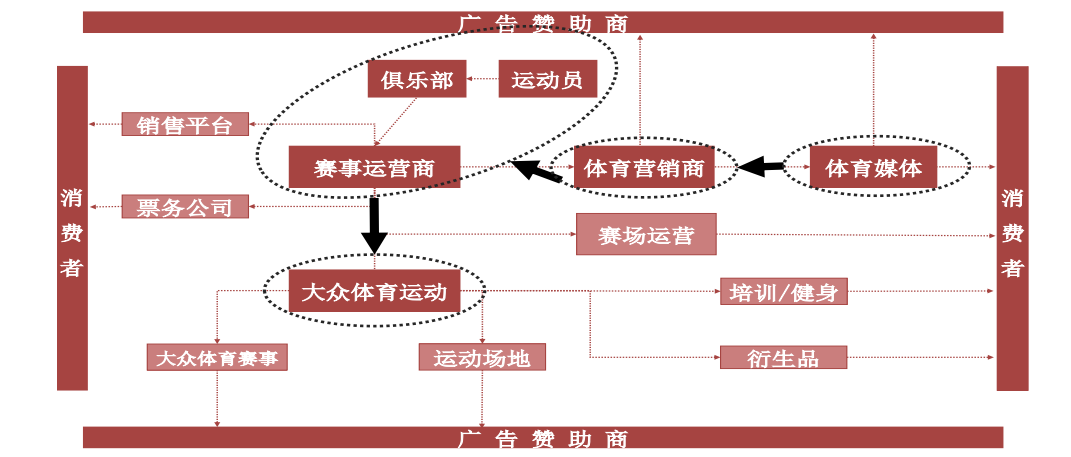 广告赞助商
俱乐部
运动员
销售平台
赛事运营商
体育营销商
体育媒体
消费者
票务公司
赛场运营
消费者
大众体育运动
培训/健身
大众体育赛事
运动场地
衍生品
广告赞助商